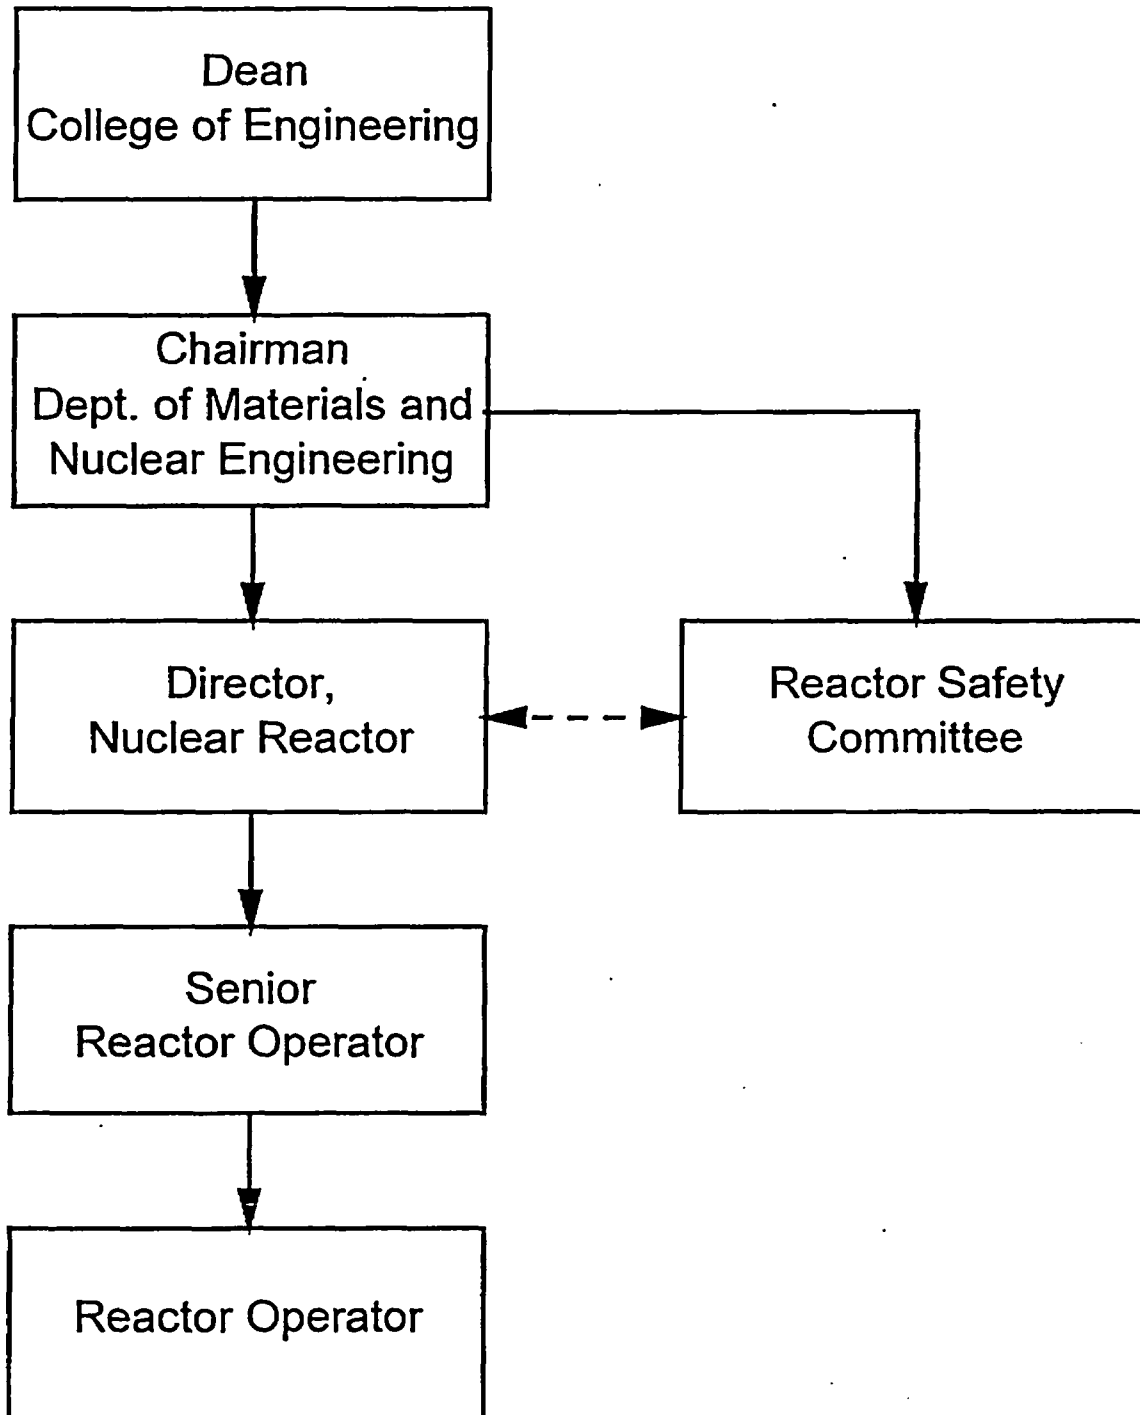 Dean
College of Engineering
Chairman
Dept. of Materials and
Nuclear Engineering
Director,
Nuclear Reactor
Reactor Safety
Committee
Senior
Reactor Operator
Reactor Operator